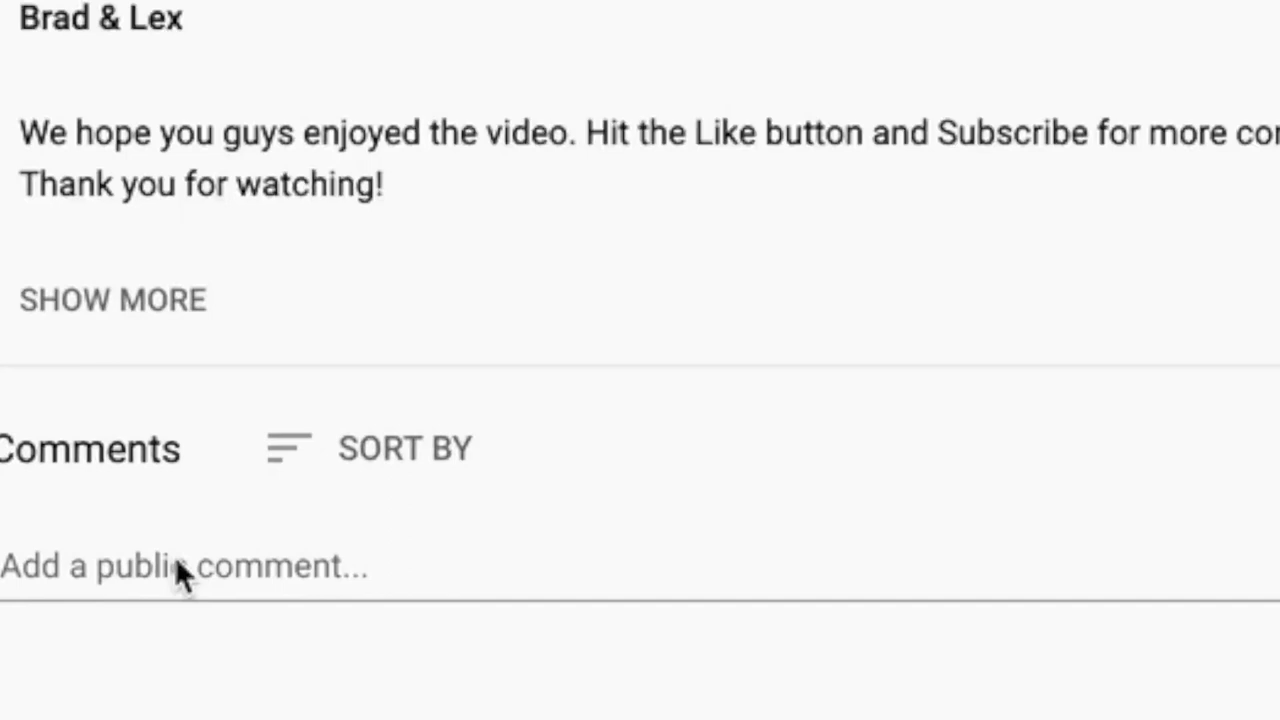 Brad & Lex
We hope you guys enjoyed the video. Hit the Like button and Subscribe for more
Thank you for watching!
SHOW MORE
Comments
SORT BY
Add a public comment...